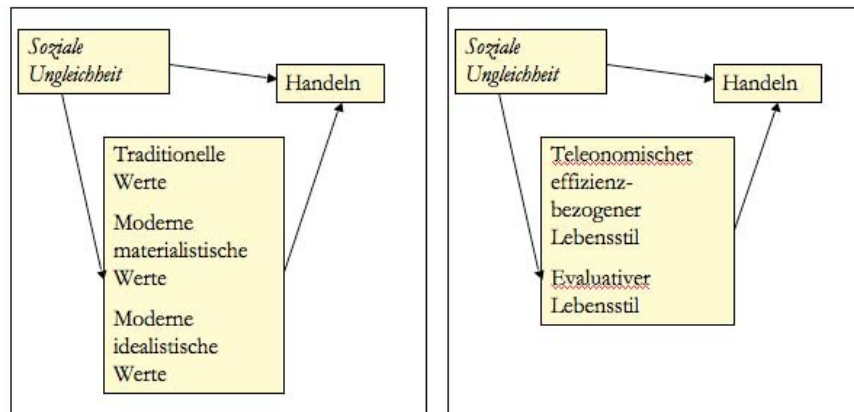 Soziale
Ungleichheit
Handeln
Traditionelle
Werte
Moderne
materialistische
Werte
Moderne
idealistische
Werte
Soziale
Ungleichheit
Handeln
Teleonomischer
effizienz-
bezogener
Lebensstil
Evaluativer
Lebensstil